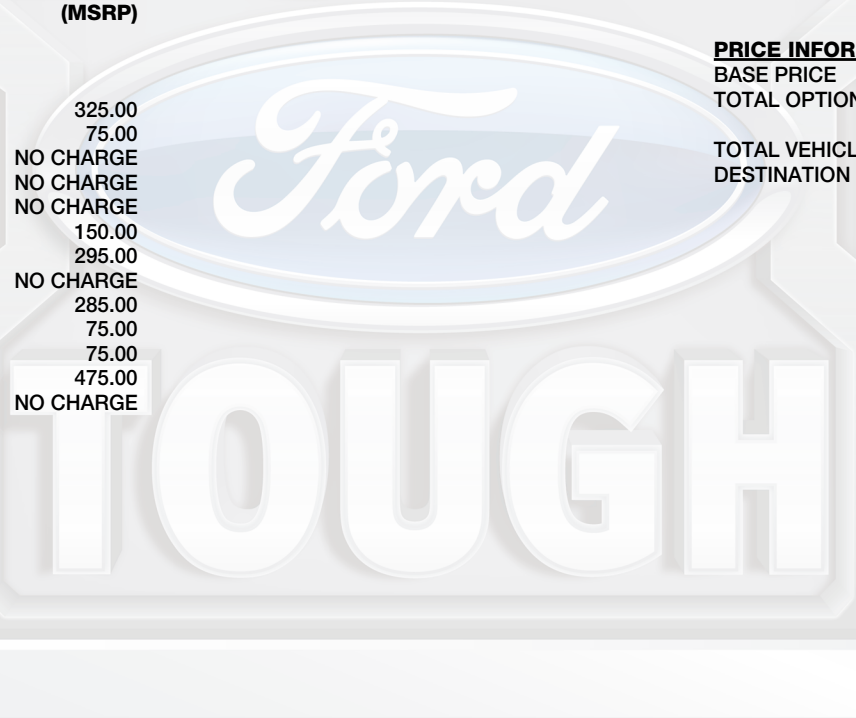 (MSRP)
325.00
75.00
NO CHARGE
NO CHARGE
NO CHARGE
150.00
295.00
NO CHARGE
285.00
75.00
75.00
475.00
NO CHARGE
PRICE INFOR
BASE PRICE
TOTAL OPTION
TOTAL VEHICL
DESTINATION
Ford
TOUGH